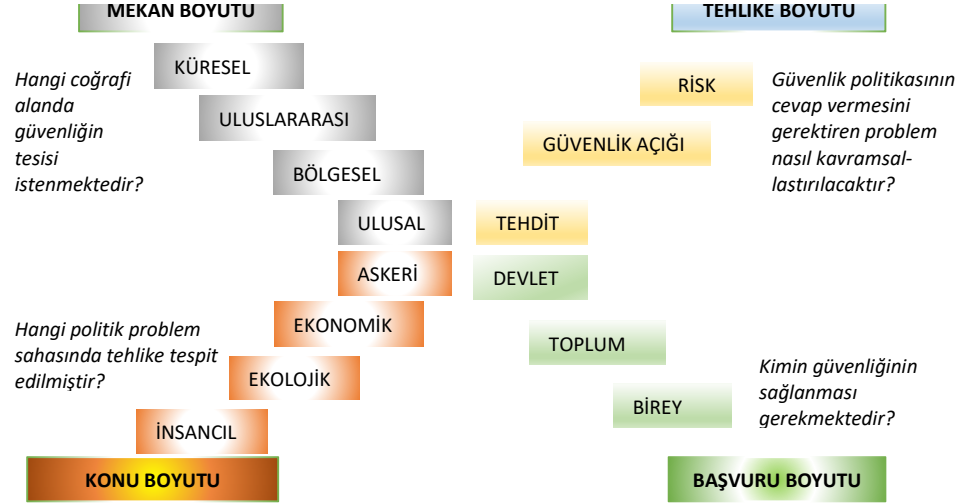 MEKAN BOYUTU
TEHLİKE BOYUTU
KÜRESEL
RİSK
Hangi coğrafi
alanda
güvenliğin
tesisi
istenmektedir?
Güvenlik politikasının
cevap vermesini
gerektiren problem
nasıl kavramsal-
lastırılacaktır?
ULUSLARARASI
GÜVENLİK AÇIĞI
BÖLGESEL
ULUSAL
TEHDİT
ASKERİ
DEVLET
EKONOMİK
Hangi politik problem
sahasında tehlike tespit
edilmiştir?
TOPLUM
EKOLOJİK
Kimin güvenliğinin
sağlanması
gerekmektedir?
BİREY
İNSANCIL
KONU BOYUTU
BAŞVURU BOYUTU